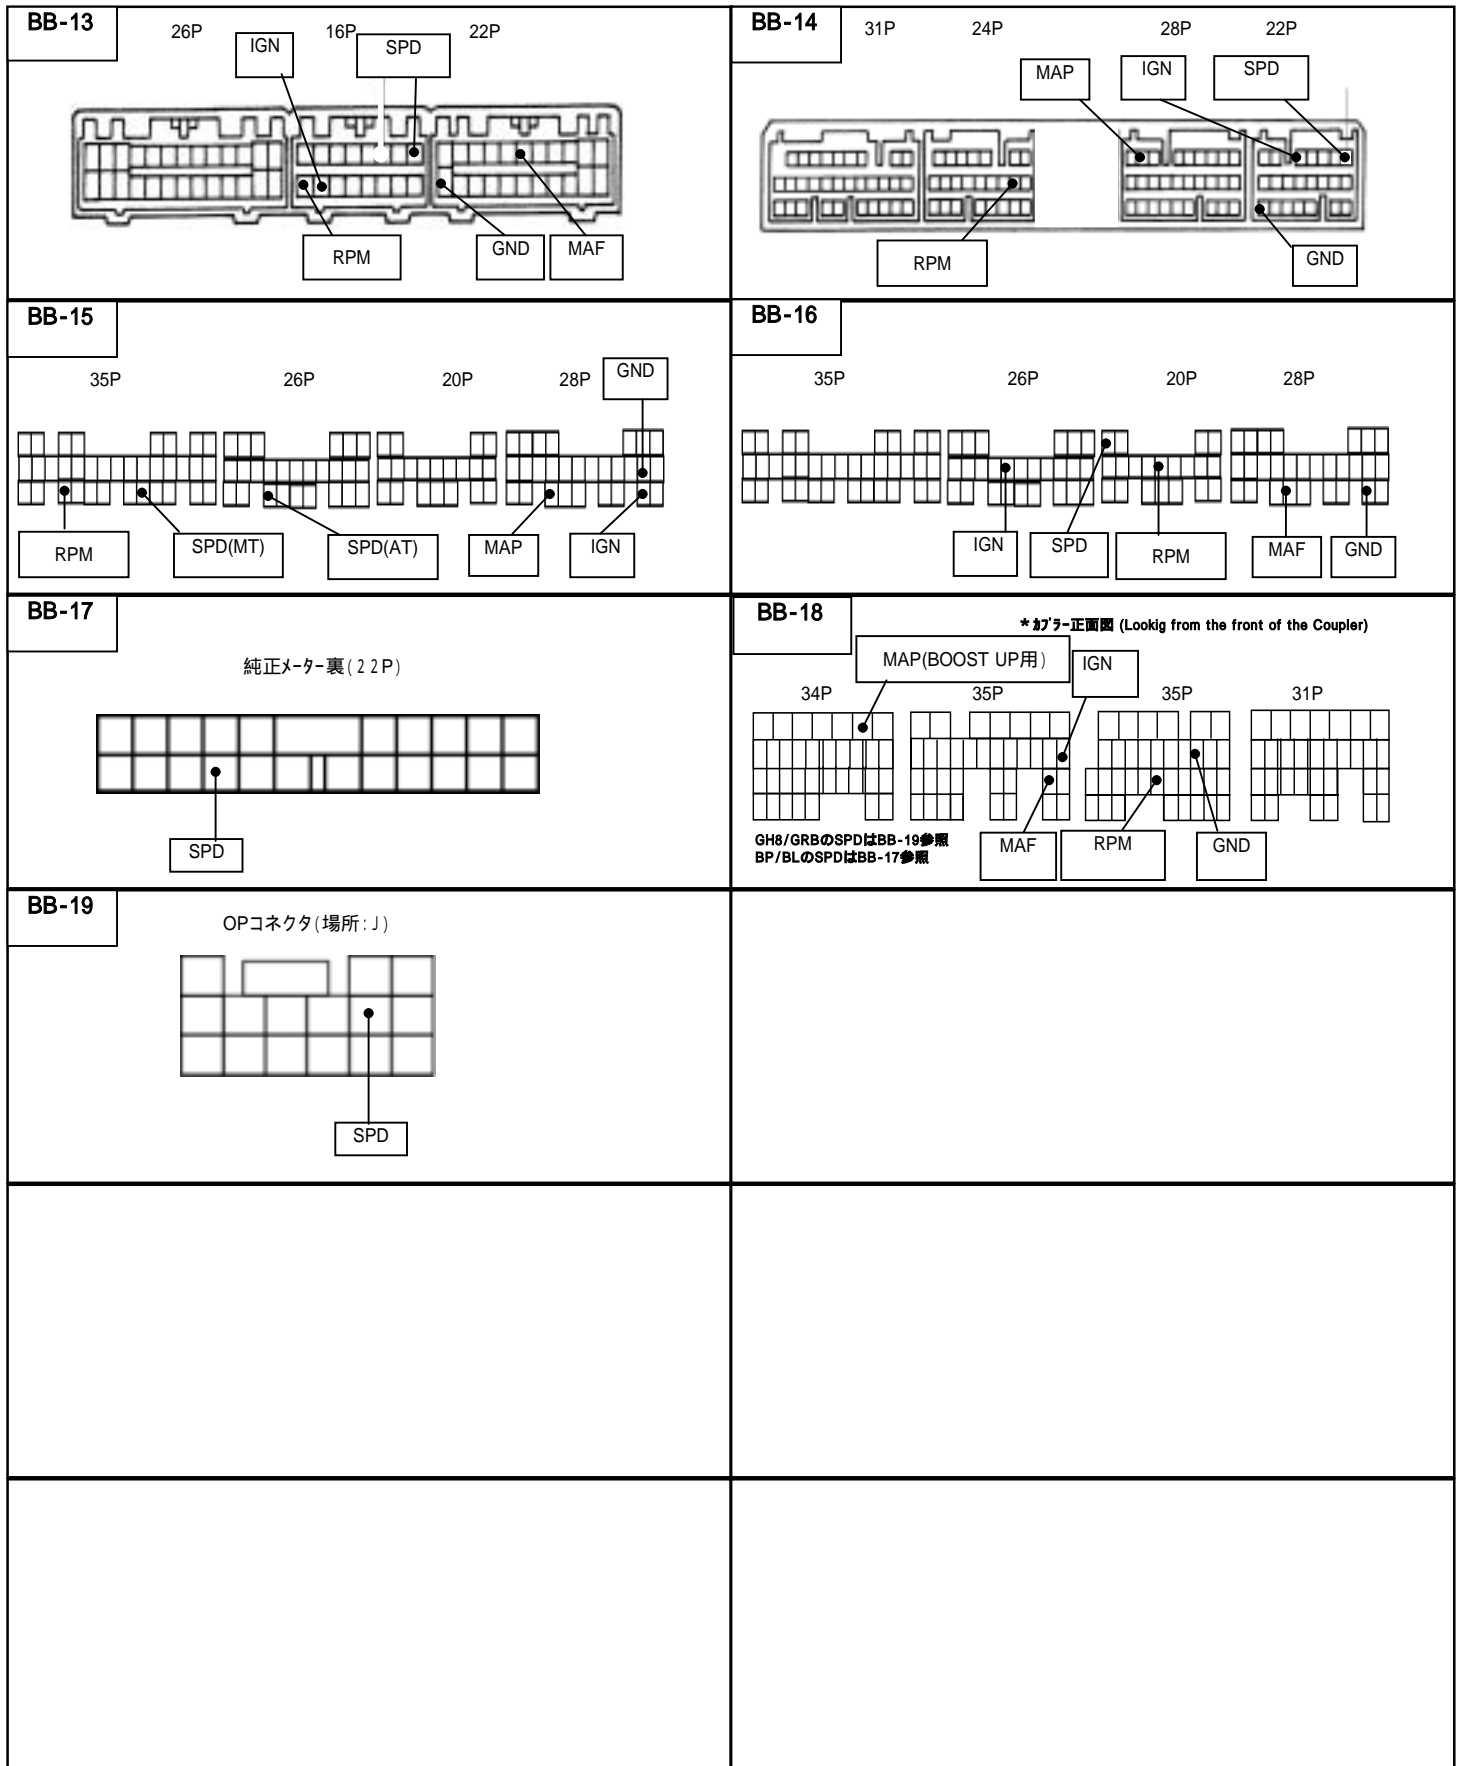 BB-13
26P 16P 22P
IGN
SPD
RPM
GND
MAF
BB-14
31P 24P 28P 22P
MAP
IGN
SPD
RPM
GND
BB-15
35P 26P 20P 28P
GND
RPM
SPD(MT)
SPD(AT)
MAP
IGN
BB-16
35P 26P 20P 28P
IGN
SPD
RPM
MAF
GND
BB-17
純正メーター裏(22P)
SPD
BB-18
*カプラー正面図 (Lookig from the front of the Coupler)
MAP(BOOST UP用)
IGN
34P 35P 35P 31P
GH8/GRBのSPDはBB-19参照
BP/BLのSPDはBB-17参照
MAF
RPM
GND
BB-19
OPコネクタ(場所:J)
SPD